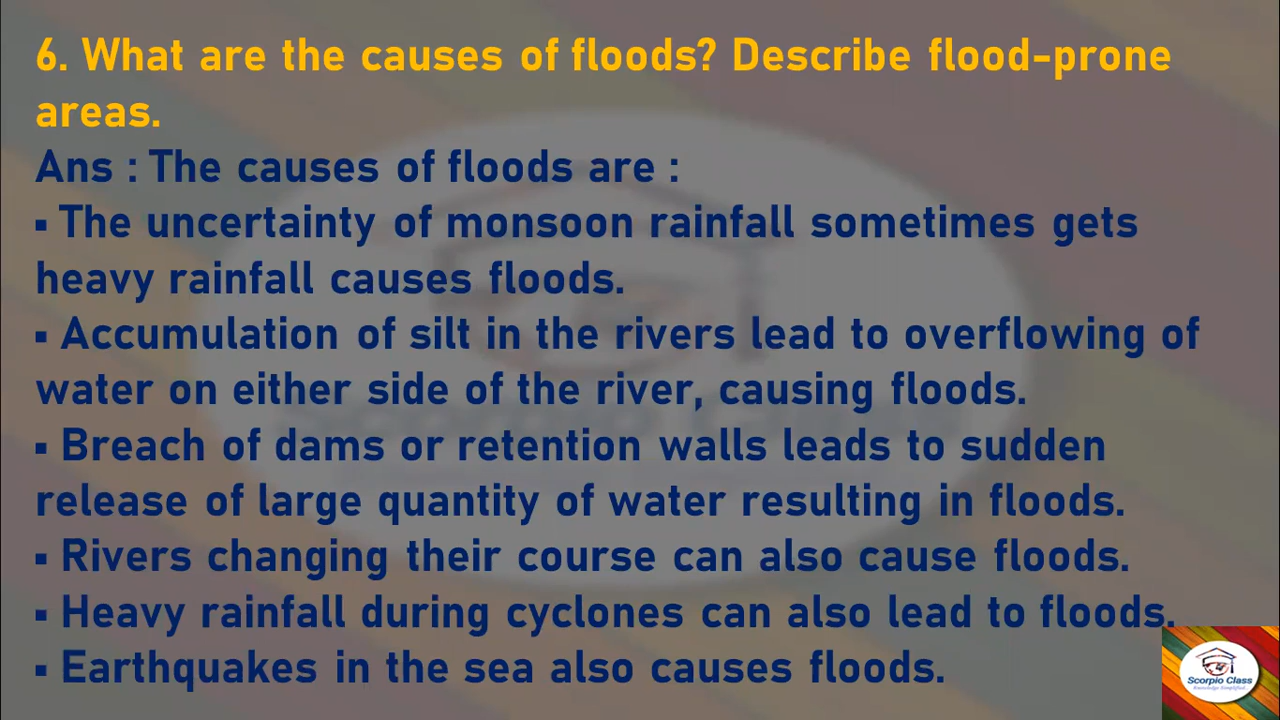 6. What are the causes of floods? Describe flood-prone
areas.
Ans : The causes of floods are :
▪ The uncertainty of monsoon rainfall sometimes gets
heavy rainfall causes floods.
▪ Accumulation of silt in the rivers lead to overflowing of
water on either side of the river, causing floods.
▪ Breach of dams or retention walls leads to sudden
release of large quantity of water resulting in floods.
▪ Rivers changing their course can also cause floods.
▪ Heavy rainfall during cyclones can also lead to floods.
▪ Earthquakes in the sea also causes floods.
Scorpio Class
Knowledge Simplified...